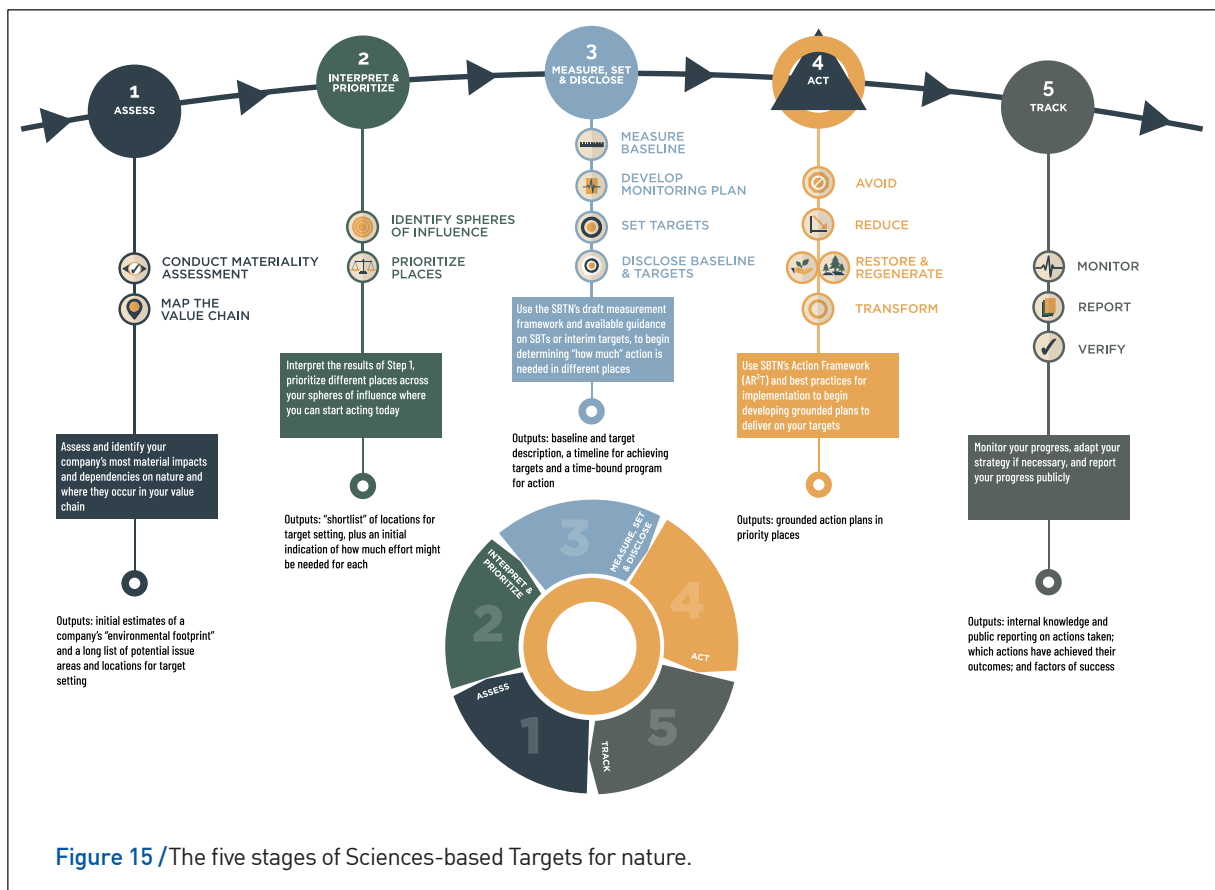 1
ASSESS
CONDUCT MATERIALITY
ASSESSMENT
MAP THE
VALUE CHAIN
Assess and identify your
company's most material impacts
and dependencies on nature and
where they occur in your value
chain
Outputs: initial estimates of a
company's "environmental footprint"
and a long list of potential issue
areas and locations for target
setting
2
INTERPRET &
PRIORITIZE
IDENTIFY SPHERES
OF INFLUENCE
PRIORITIZE
PLACES
Interpret the results of Step 1,
prioritize different places across
your spheres of influence where
you can start acting today
Outputs: "shortlist" of locations for
target setting, plus an initial
indication of how much effort might
be needed for each
3
MEASURE, SET
& DISCLOSE
MEASURE
BASELINE
DEVELOP
MONITORING PLAN
SET TARGETS
DISCLOSE BASELINE
& TARGETS
Use the SBTN's draft measurement
framework and available guidance
on SBTs or interim targets, to begin
determining "how much" action is
needed in different places
Outputs: baseline and target
description, a timeline for achieving
targets and a time-bound program
for action
4
ACT
AVOID
REDUCE
RESTORE &
REGENERATE
TRANSFORM
Use SBTN's Action Framework
(AR³T) and best practices for
implementation to begin
developing grounded plans to
deliver on your targets
Outputs: grounded action plans in
priority places
5
TRACK
MONITOR
REPORT
VERIFY
Monitor your progress, adapt your
strategy if necessary, and report
your progress publicly
Outputs: internal knowledge and
public reporting on actions taken;
which actions have achieved their
outcomes; and factors of success
1
ASSESS
2
INTERPRET &
PRIORITIZE
3
MEASURE, SET
& DISCLOSE
4
ACT
5
TRACK
Figure 15 / The five stages of Sciences-based Targets for nature.